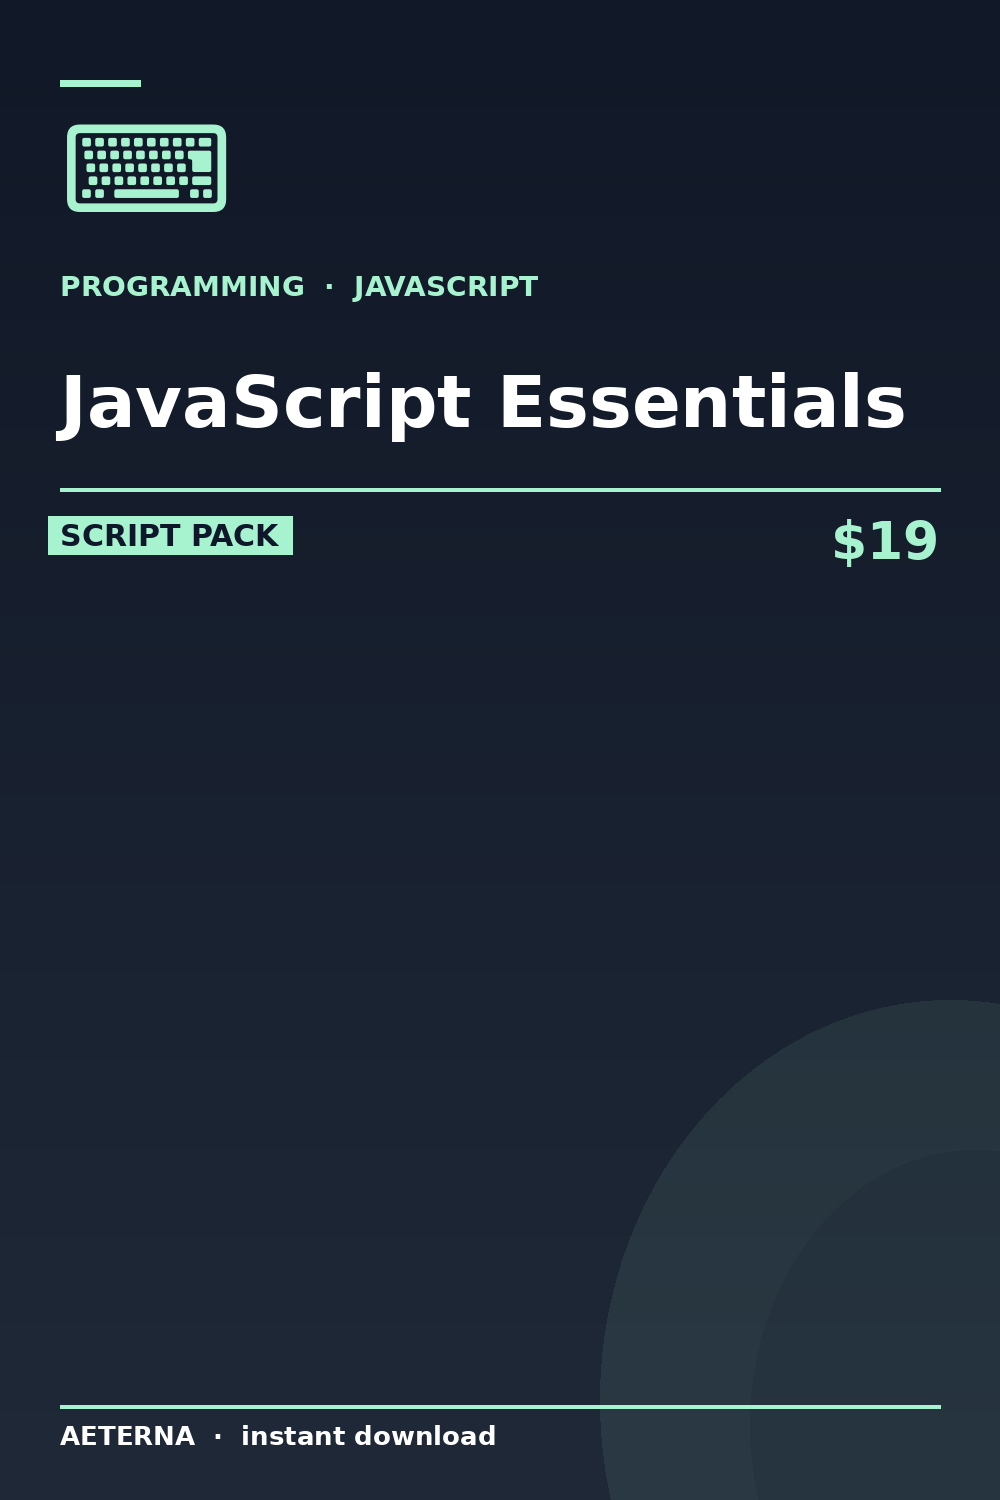 PROGRAMMING · JAVASCRIPT
JavaScript Essentials
SCRIPT PACK
$19
AETERNA · instant download